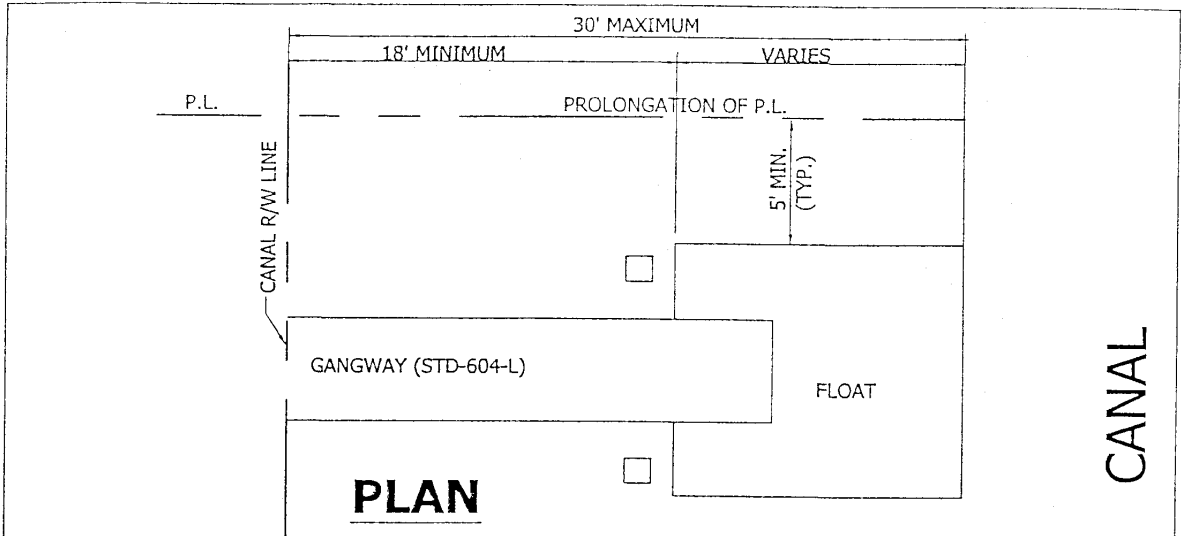 30' MAXIMUM
18' MINIMUM
VARIES
P.L.
PROLONGATION OF P.L.
CANAL R/W LINE
5' MIN.
(TYP.)
GANGWAY (STD-604-L)
FLOAT
CANAL
PLAN